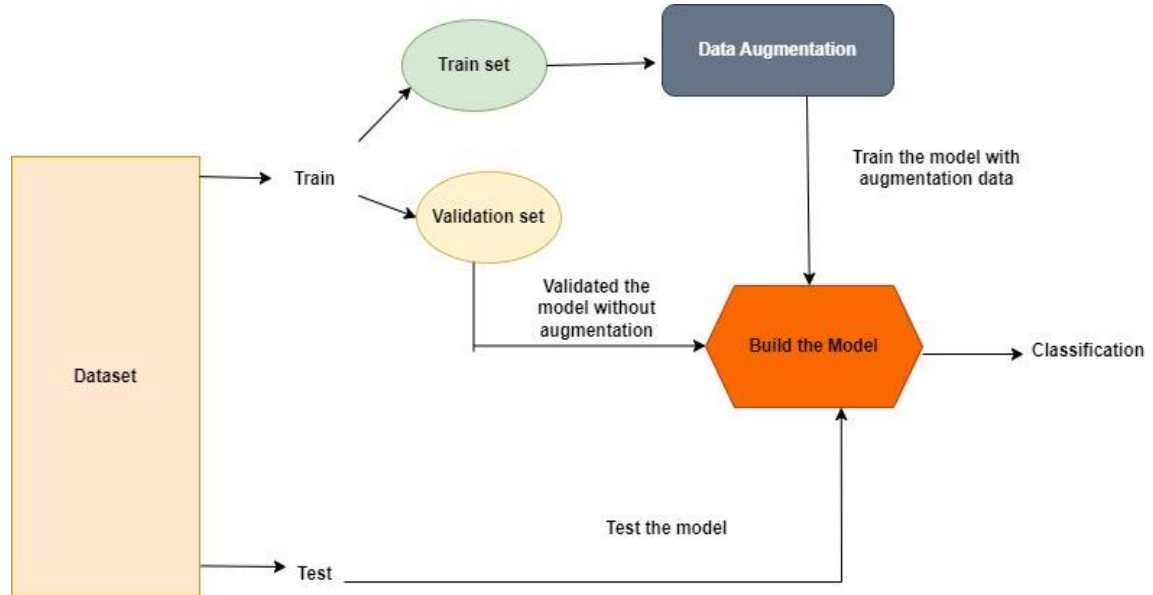 Train set
Data Augmentation
Train
Train the model with
augmentation data
Validation set
Validated the
model without
augmentation
Build the Model
Classification
Dataset
Test the model
Test